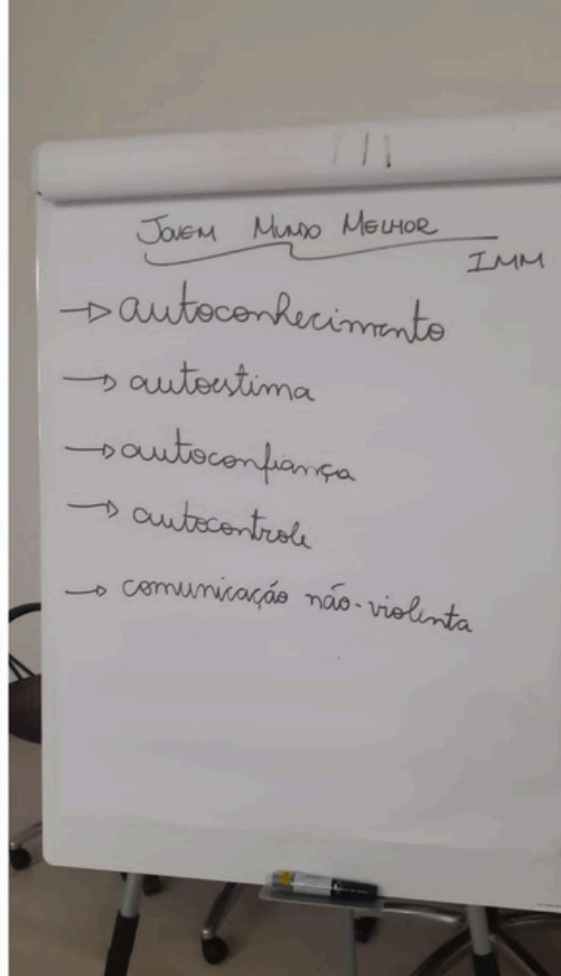 JOVEM MUNDO MELHOR
IMM
→ autoconhecimento
→ autoestima
→ autoconfiança
→ autocontrole
→ comunicação não-violenta